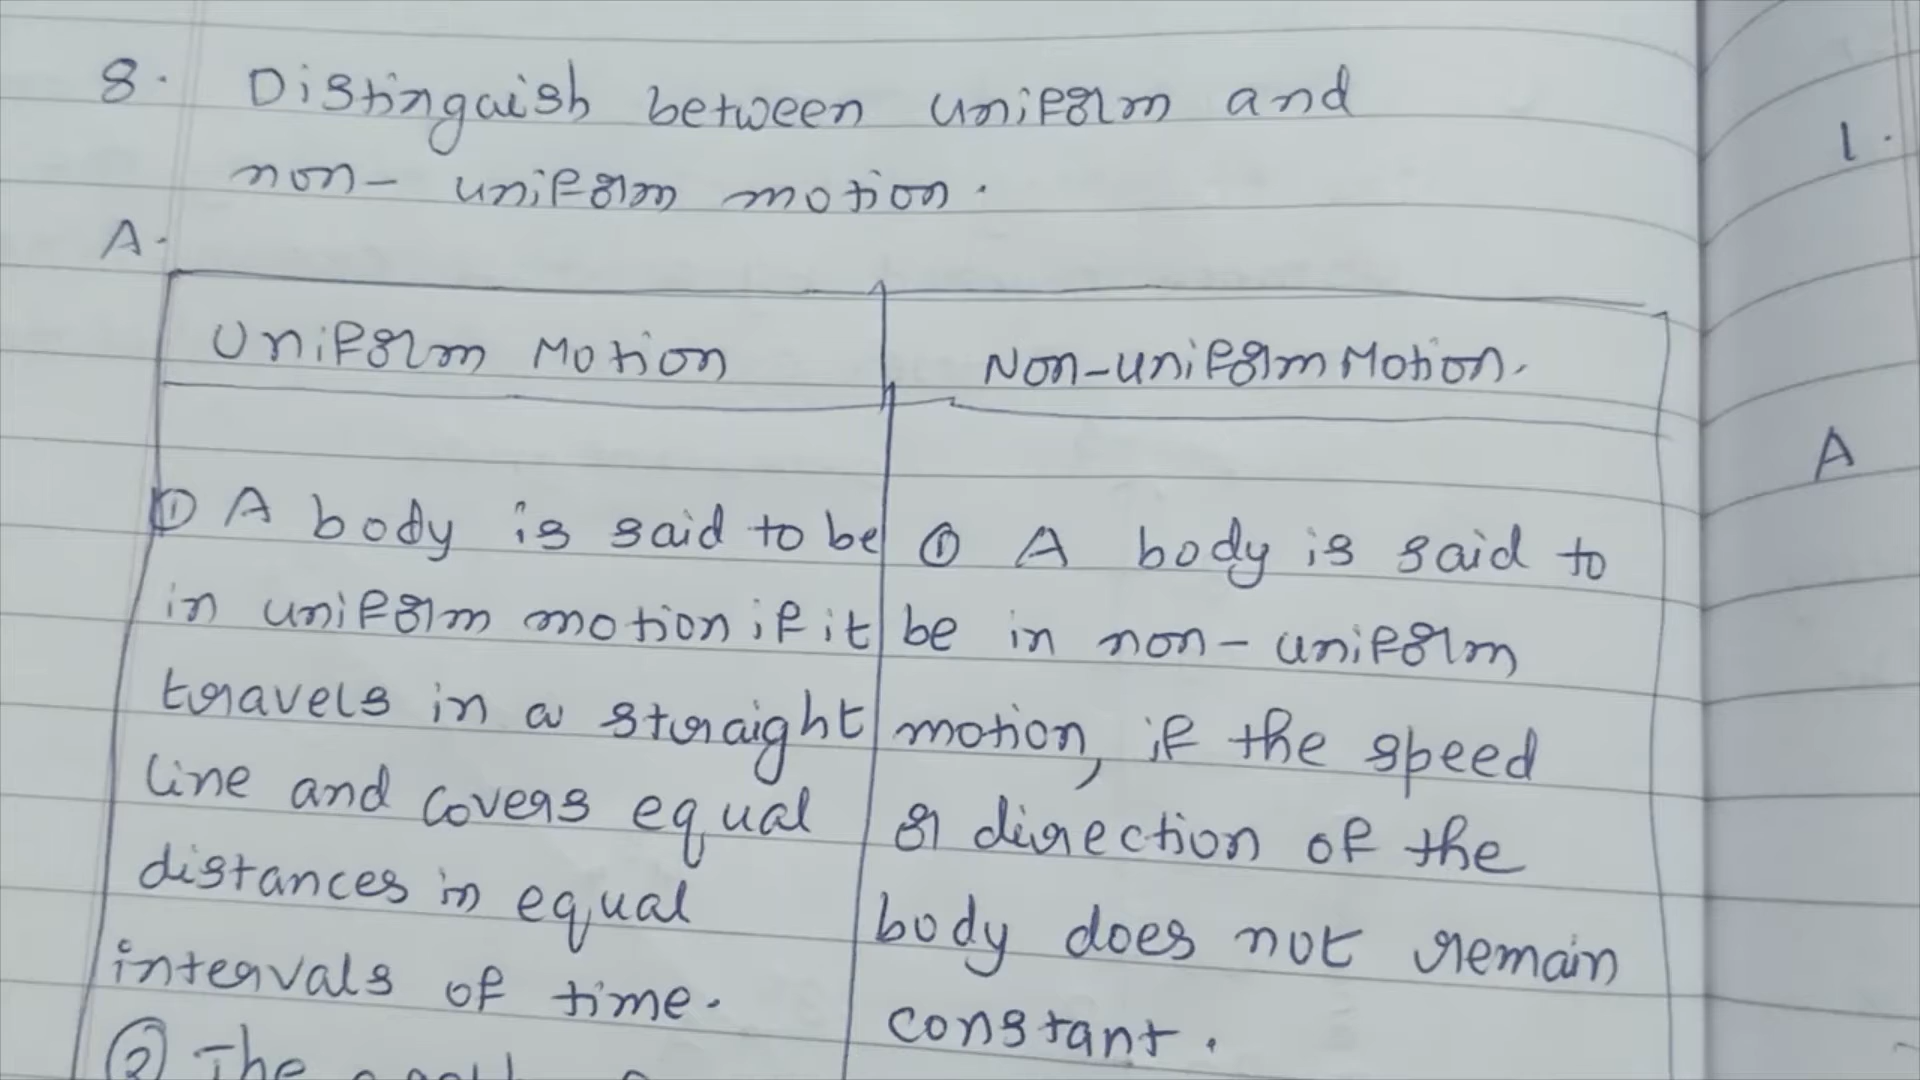 8. Distinguish between uniform and
non- uniform motion.
A.
Uniform Motion
Non-uniform Motion.
① A body is said to be
in uniform motion if it
travels in a straight
line and covers equal
distances in equal
intervals of time.
② The
① A body is said to
be in non-uniform
motion, if the speed
or direction of the
body does not remain
constant.
1.
A